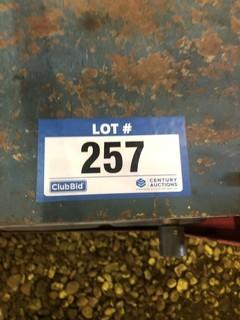 LOT #
257
ClubBid
CENTURY
AUCTIONS